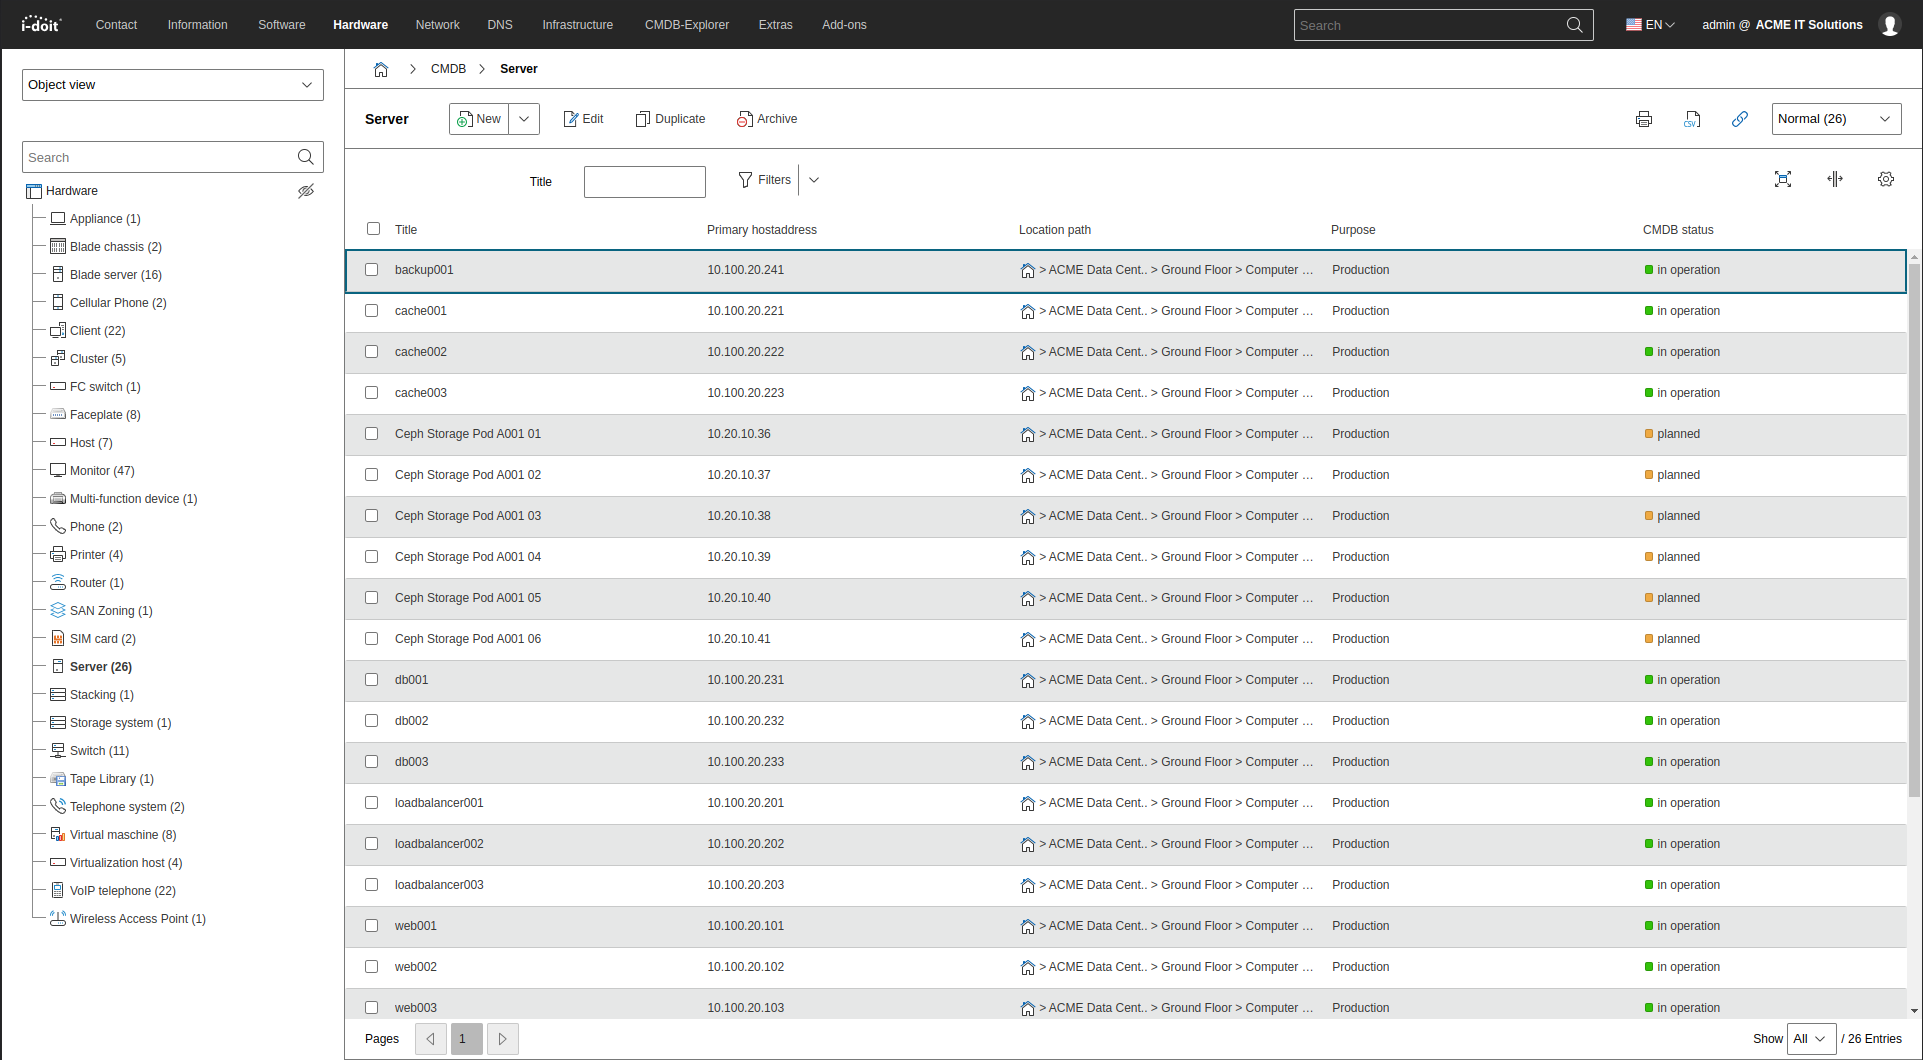 i-doit Contact Information Software Hardware Network DNS Infrastructure CMDB-Explorer Extras Add-ons Search EN admin @ ACME IT Solutions
Object view
Search
Hardware
Appliance (1)
Blade chassis (2)
Blade server (16)
Cellular Phone (2)
Client (22)
Cluster (5)
FC switch (1)
Faceplate (8)
Host (7)
Monitor (47)
Multi-function device (1)
Phone (2)
Printer (4)
Router (1)
SAN Zoning (1)
SIM card (2)
Server (26)
Stacking (1)
Storage system (1)
Switch (11)
Tape Library (1)
Telephone system (2)
Virtual maschine (8)
Virtualization host (4)
VoIP telephone (22)
Wireless Access Point (1)
CMDB Server
Server New Edit Duplicate Archive CSV Normal (26)
Title Filters
Title Primary hostaddress Location path Purpose CMDB status
backup001 10.100.20.241 > ACME Data Cent.. > Ground Floor > Computer ... Production in operation
cache001 10.100.20.221 > ACME Data Cent.. > Ground Floor > Computer ... Production in operation
cache002 10.100.20.222 > ACME Data Cent.. > Ground Floor > Computer ... Production in operation
cache003 10.100.20.223 > ACME Data Cent.. > Ground Floor > Computer ... Production in operation
Ceph Storage Pod A001 01 10.20.10.36 > ACME Data Cent.. > Ground Floor > Computer ... Production planned
Ceph Storage Pod A001 02 10.20.10.37 > ACME Data Cent.. > Ground Floor > Computer ... Production planned
Ceph Storage Pod A001 03 10.20.10.38 > ACME Data Cent.. > Ground Floor > Computer ... Production planned
Ceph Storage Pod A001 04 10.20.10.39 > ACME Data Cent.. > Ground Floor > Computer ... Production planned
Ceph Storage Pod A001 05 10.20.10.40 > ACME Data Cent.. > Ground Floor > Computer ... Production planned
Ceph Storage Pod A001 06 10.20.10.41 > ACME Data Cent.. > Ground Floor > Computer ... Production planned
db001 10.100.20.231 > ACME Data Cent.. > Ground Floor > Computer ... Production in operation
db002 10.100.20.232 > ACME Data Cent.. > Ground Floor > Computer ... Production in operation
db003 10.100.20.233 > ACME Data Cent.. > Ground Floor > Computer ... Production in operation
loadbalancer001 10.100.20.201 > ACME Data Cent.. > Ground Floor > Computer ... Production in operation
loadbalancer002 10.100.20.202 > ACME Data Cent.. > Ground Floor > Computer ... Production in operation
loadbalancer003 10.100.20.203 > ACME Data Cent.. > Ground Floor > Computer ... Production in operation
web001 10.100.20.101 > ACME Data Cent.. > Ground Floor > Computer ... Production in operation
web002 10.100.20.102 > ACME Data Cent.. > Ground Floor > Computer ... Production in operation
web003 10.100.20.103 > ACME Data Cent.. > Ground Floor > Computer ... Production in operation
Pages 1 Show All / 26 Entries